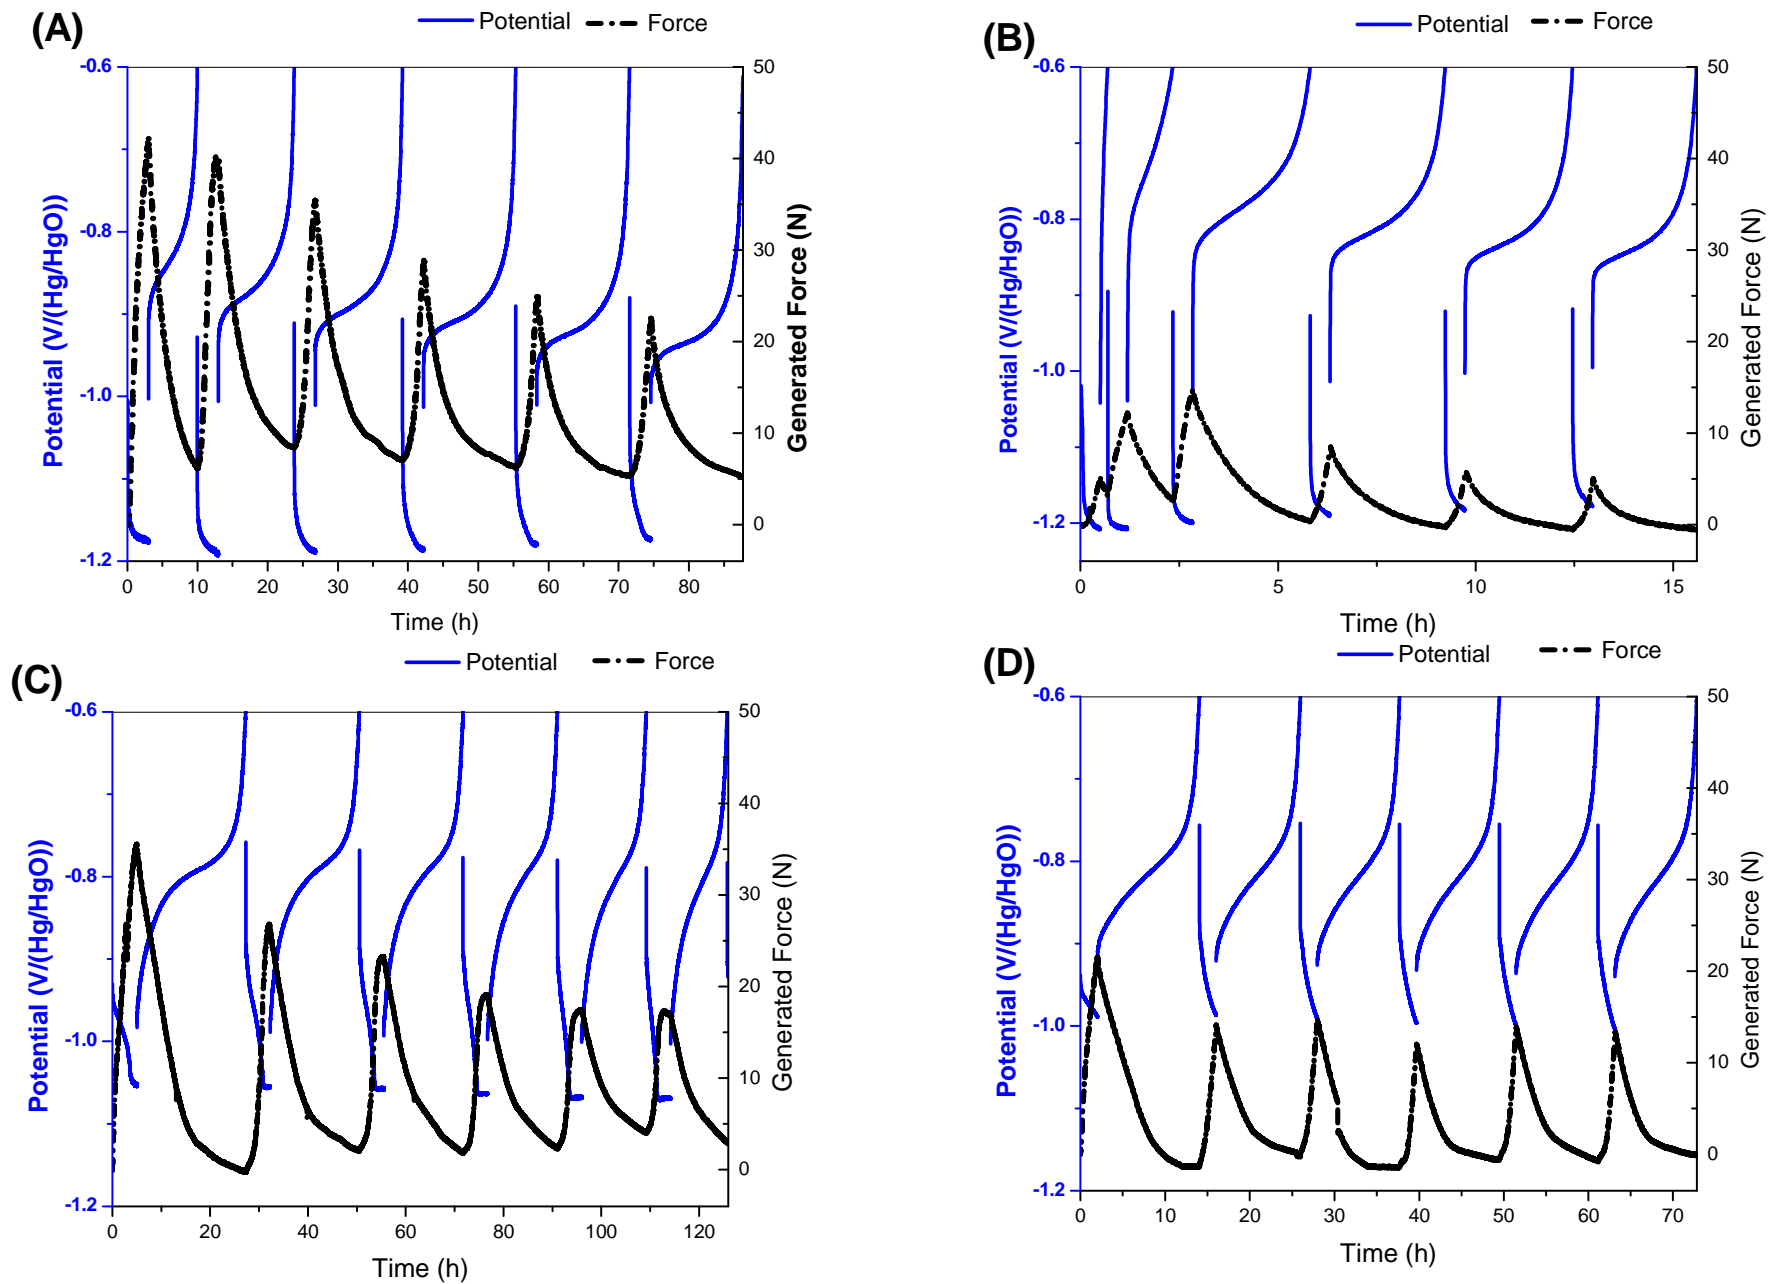 (A)
Potential Force
-0.6
-0.8
-1.0
-1.2
Potential (V/(Hg/HgO))
50
40
30
20
10
0
Generated Force (N)
0 10 20 30 40 50 60 70 80
Time (h)
(B)
Potential Force
-0.6
-0.8
-1.0
-1.2
Potential (V/(Hg/HgO))
50
40
30
20
10
0
Generated Force (N)
0 5 10 15
Time (h)
(C)
Potential Force
-0.6
-0.8
-1.0
-1.2
Potential (V/(Hg/HgO))
50
40
30
20
10
0
Generated Force (N)
0 20 40 60 80 100 120
Time (h)
(D)
Potential Force
-0.6
-0.8
-1.0
-1.2
Potential (V/(Hg/HgO))
50
40
30
20
10
0
Generated Force (N)
0 10 20 30 40 50 60 70
Time (h)